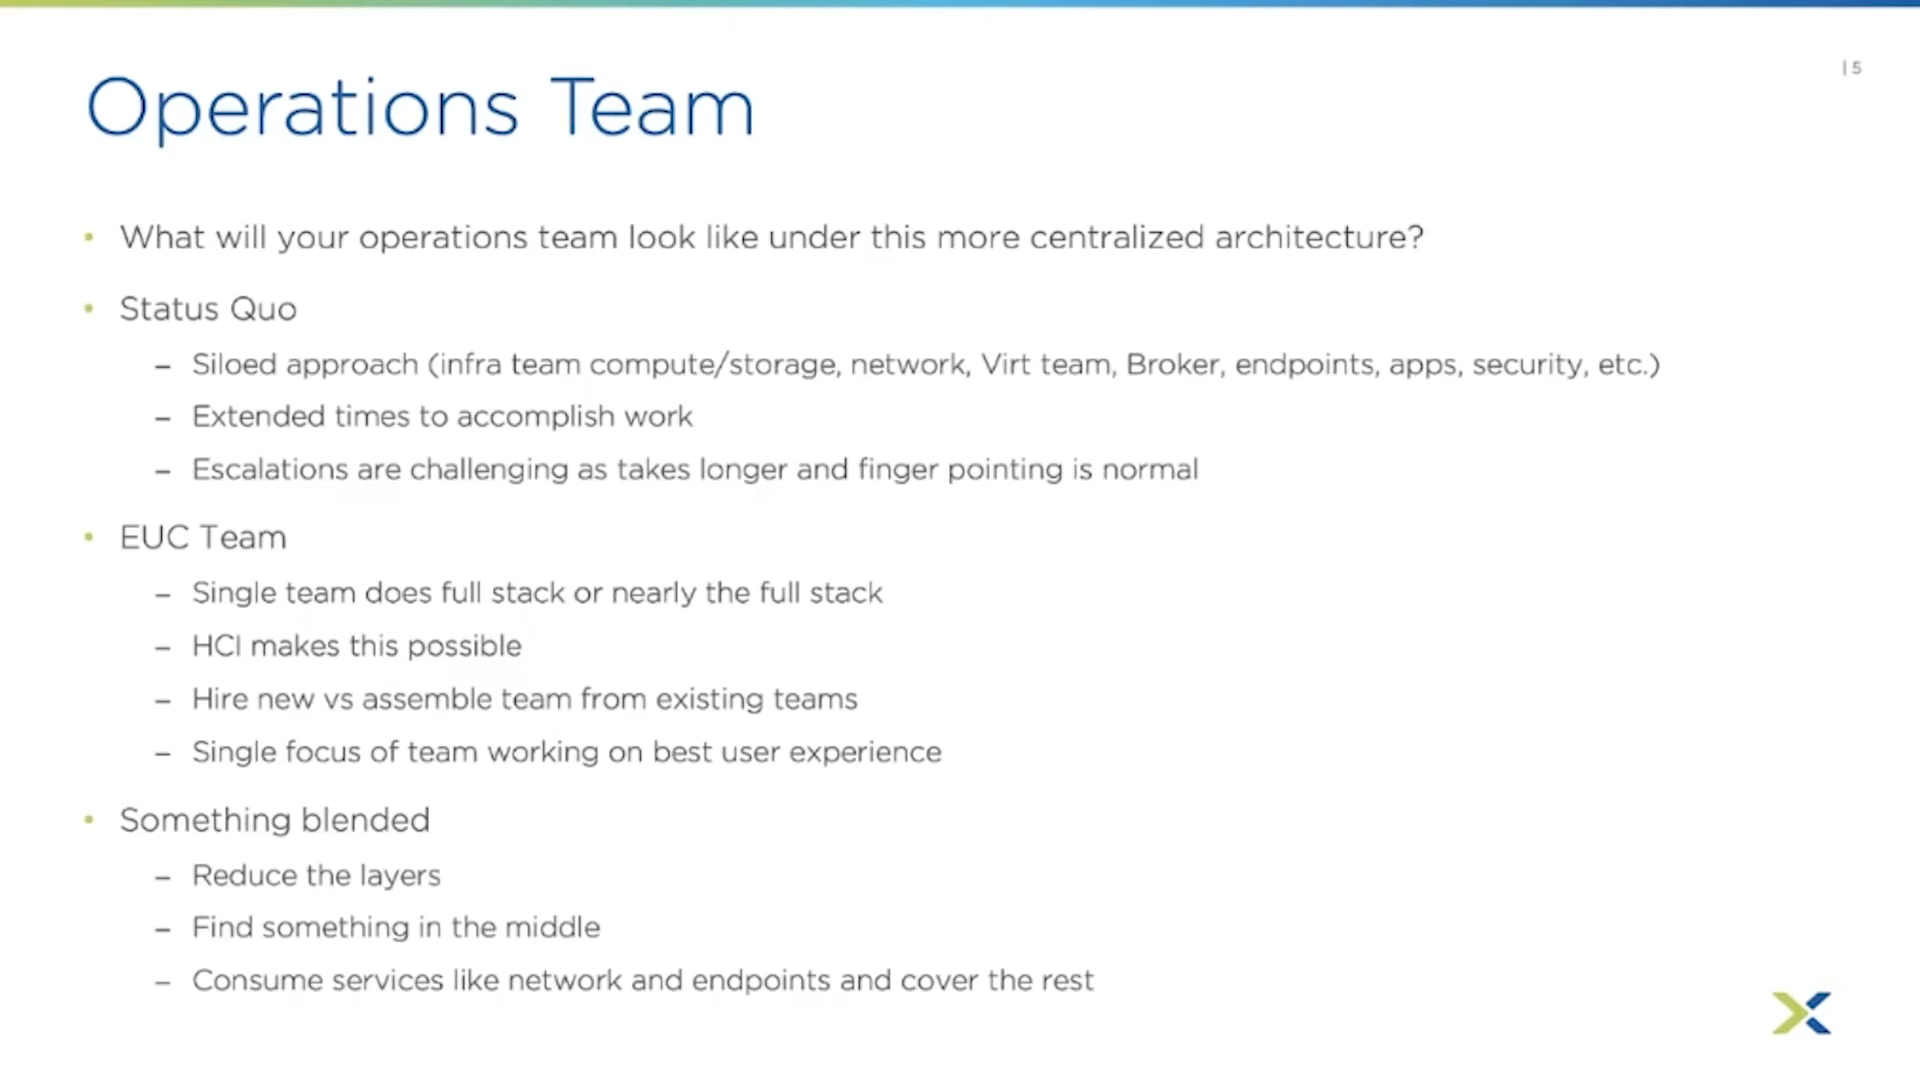 | 5
Operations Team
• What will your operations team look like under this more centralized architecture?
• Status Quo
– Siloed approach (infra team compute/storage, network, Virt team, Broker, endpoints, apps, security, etc.)
– Extended times to accomplish work
– Escalations are challenging as takes longer and finger pointing is normal
• EUC Team
– Single team does full stack or nearly the full stack
– HCI makes this possible
– Hire new vs assemble team from existing teams
– Single focus of team working on best user experience
• Something blended
– Reduce the layers
– Find something in the middle
– Consume services like network and endpoints and cover the rest